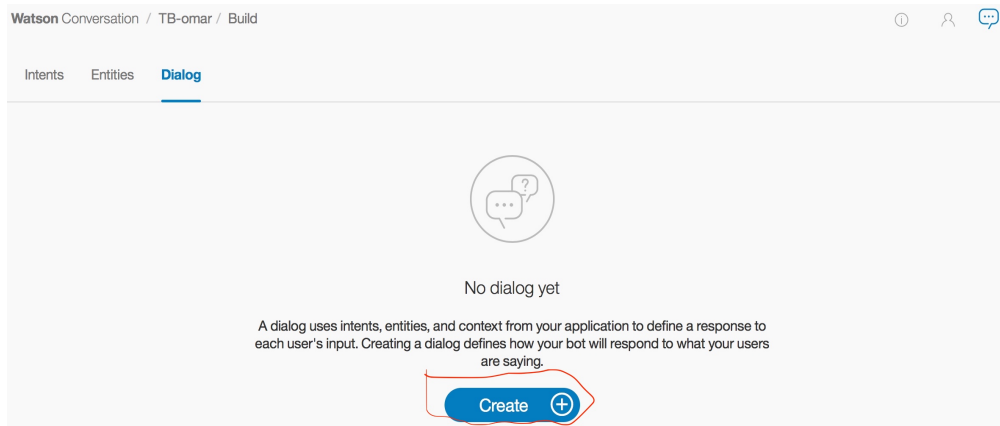 Watson Conversation / TB-omar / Build
Intents Entities Dialog
?
No dialog yet
A dialog uses intents, entities, and context from your application to define a response to
each user's input. Creating a dialog defines how your bot will respond to what your users
are saying.
Create